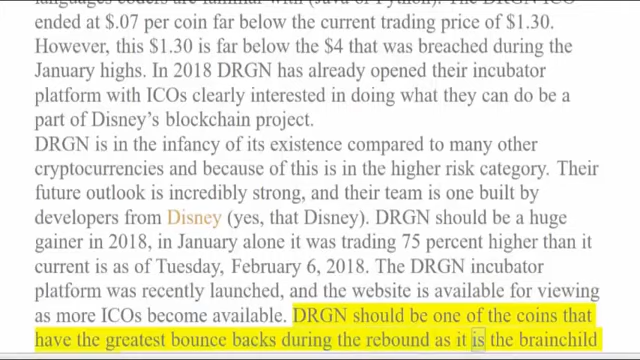 languages coders are familiar with (Java or Python). The DRGN ICO
ended at $.07 per coin far below the current trading price of $1.30.
However, this $1.30 is far below the $4 that was breached during the
January highs. In 2018 DRGN has already opened their incubator
platform with ICOs clearly interested in doing what they can do be a
part of Disney’s blockchain project.
DRGN is in the infancy of its existence compared to many other
cryptocurrencies and because of this is in the higher risk category. Their
future outlook is incredibly strong, and their team is one built by
developers from Disney (yes, that Disney). DRGN should be a huge
gainer in 2018, in January alone it was trading 75 percent higher than it
current is as of Tuesday, February 6, 2018. The DRGN incubator
platform was recently launched, and the website is available for viewing
as more ICOs become available. DRGN should be one of the coins that
have the greatest bounce backs during the rebound as it is the brainchild